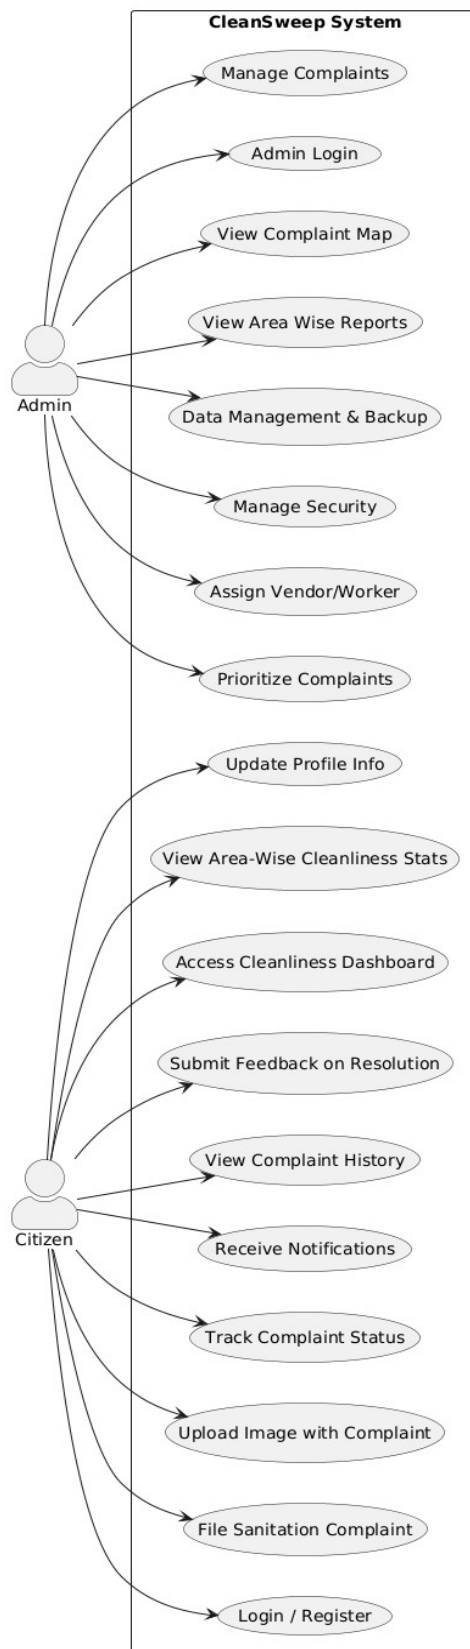 CleanSweep System
Manage Complaints
Admin Login
View Complaint Map
View Area Wise Reports
Admin
Data Management & Backup
Manage Security
Assign Vendor/Worker
Prioritize Complaints
Update Profile Info
View Area-Wise Cleanliness Stats
Access Cleanliness Dashboard
Submit Feedback on Resolution
View Complaint History
Citizen
Receive Notifications
Track Complaint Status
Upload Image with Complaint
File Sanitation Complaint
Login / Register